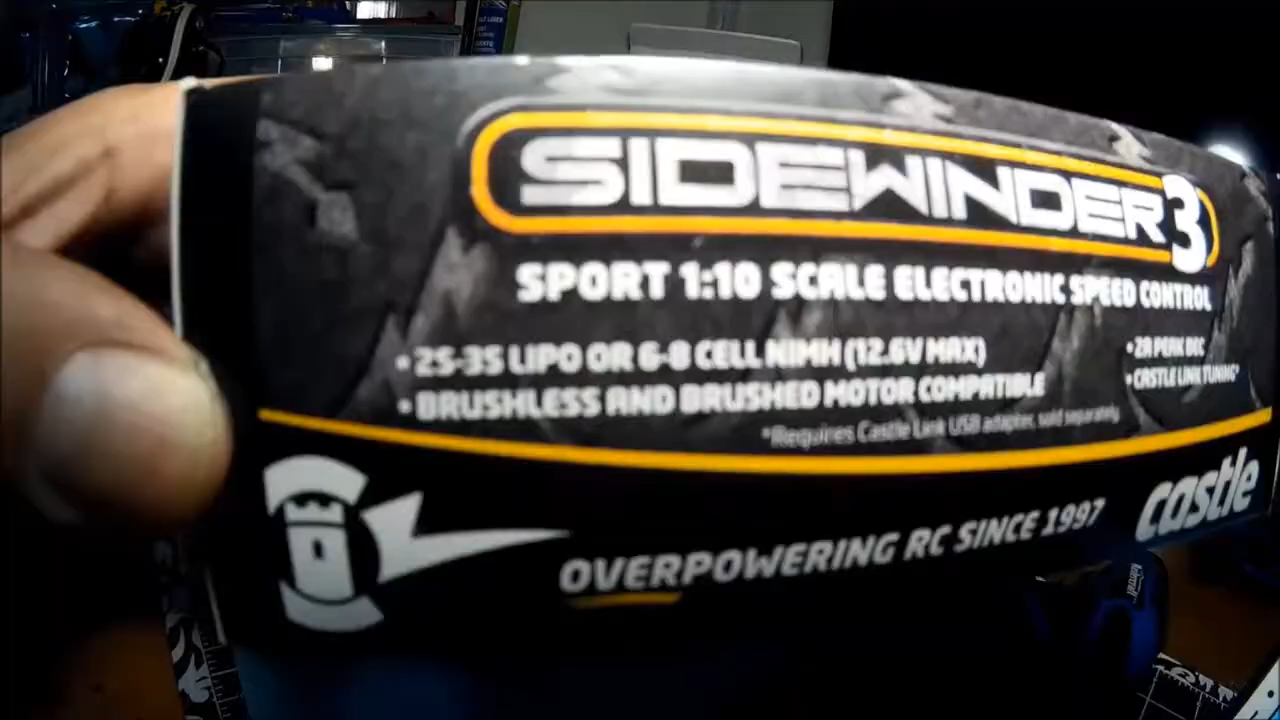 SIDEWINDER 3
SPORT 1:10 SCALE ELECTRONIC SPEED CONTROL
• 2S-3S LIPO OR 6-8 CELL NIMH (12.6V MAX)
• BRUSHLESS AND BRUSHED MOTOR COMPATIBLE
• 2A PEAK BEC
• CASTLE LINK TUNING*
*Requires Castle Link USB adapter, sold separately.
OVERPOWERING RC SINCE 1997
castle